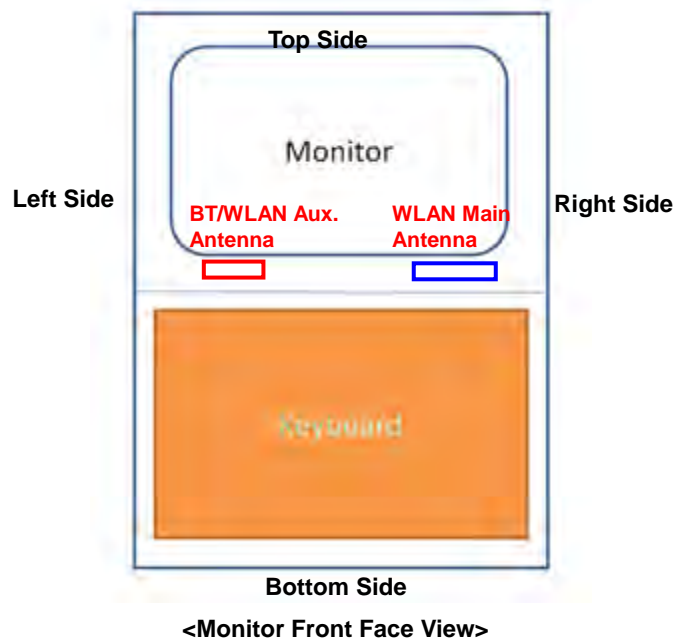 Top Side
Monitor
Left Side
BT/WLAN Aux.
Antenna
WLAN Main
Antenna
Right Side
Keyboard
Bottom Side
<Monitor Front Face View>